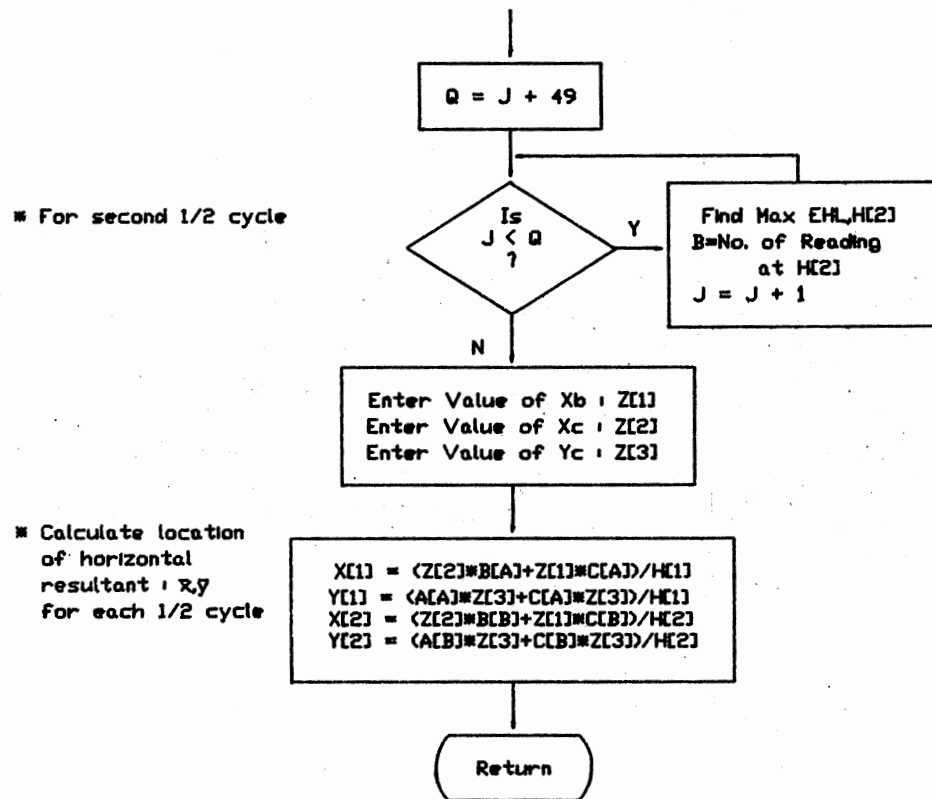 Q = J + 49
* For second 1/2 cycle
Is
J < Q
?
Y
Find Max EHL,H[2]
B=No. of Reading
at H[2]
J = J + 1
N
Enter Value of Xb : Z[1]
Enter Value of Xc : Z[2]
Enter Value of Yc : Z[3]
* Calculate location
of horizontal
resultant : x̄,ȳ
for each 1/2 cycle
X[1] = (Z[2]*B[A]+Z[1]*C[A])/H[1]
Y[1] = (A[A]*Z[3]+C[A]*Z[3])/H[1]
X[2] = (Z[2]*B[B]+Z[1]*C[B])/H[2]
Y[2] = (A[B]*Z[3]+C[B]*Z[3])/H[2]
Return